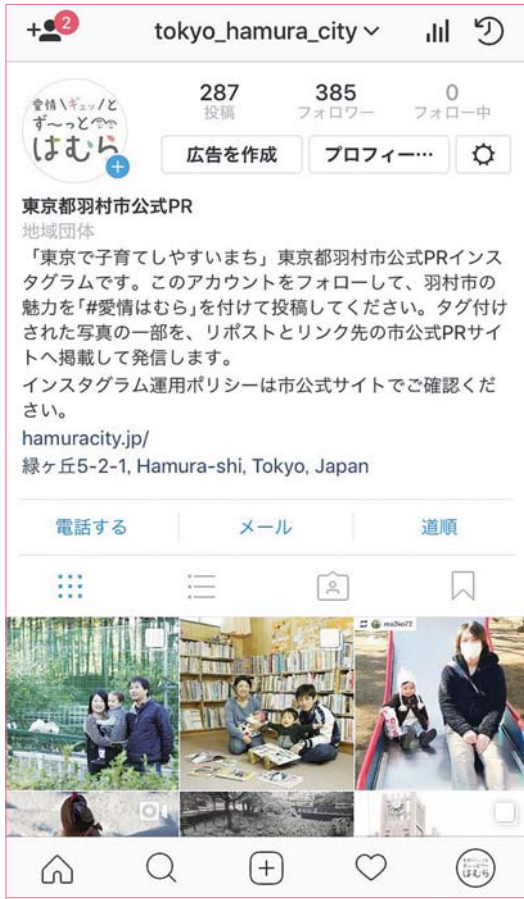 2
tokyo_hamura_city
愛情\ギュッ/と
ず〜っと
はむら
287
385
0
投稿
フォロワー
フォロー中
広告を作成
プロフィー…
東京都羽村市公式PR
地域団体
「東京で子育てしやすいまち」東京都羽村市公式PRインス
タグラムです。このアカウントをフォローして、羽村市の
魅力を「#愛情はむら」を付けて投稿してください。タグ付け
された写真の一部を、リポストとリンク先の市公式PRサイ
トへ掲載して発信します。
インスタグラム運用ポリシーは市公式サイトでご確認くだ
さい。
hamuracity.jp/
緑ヶ丘5-2-1, Hamura-shi, Tokyo, Japan
電話する
メール
道順
ma2ko72
はむら